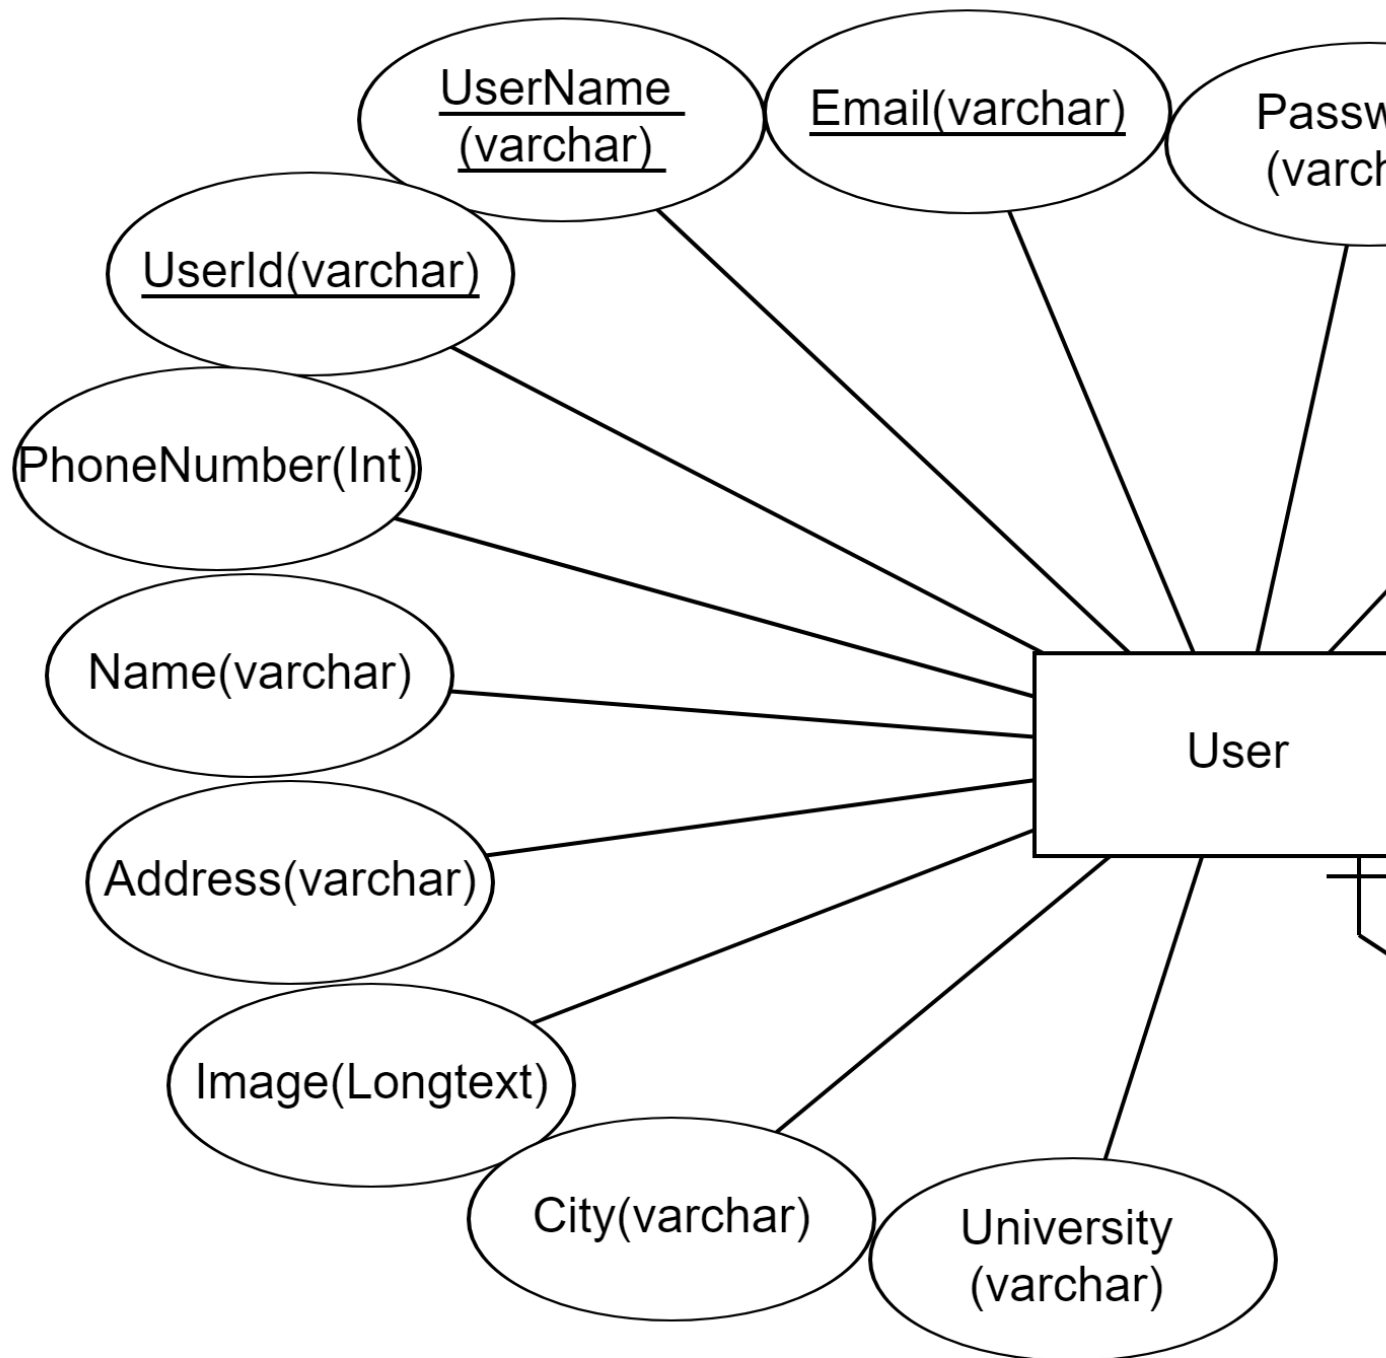 UserName
(varchar)
Email(varchar)
UserId(varchar)
PhoneNumber(Int)
Name(varchar)
User
Address(varchar)
Image(Longtext)
City(varchar)
University
(varchar)